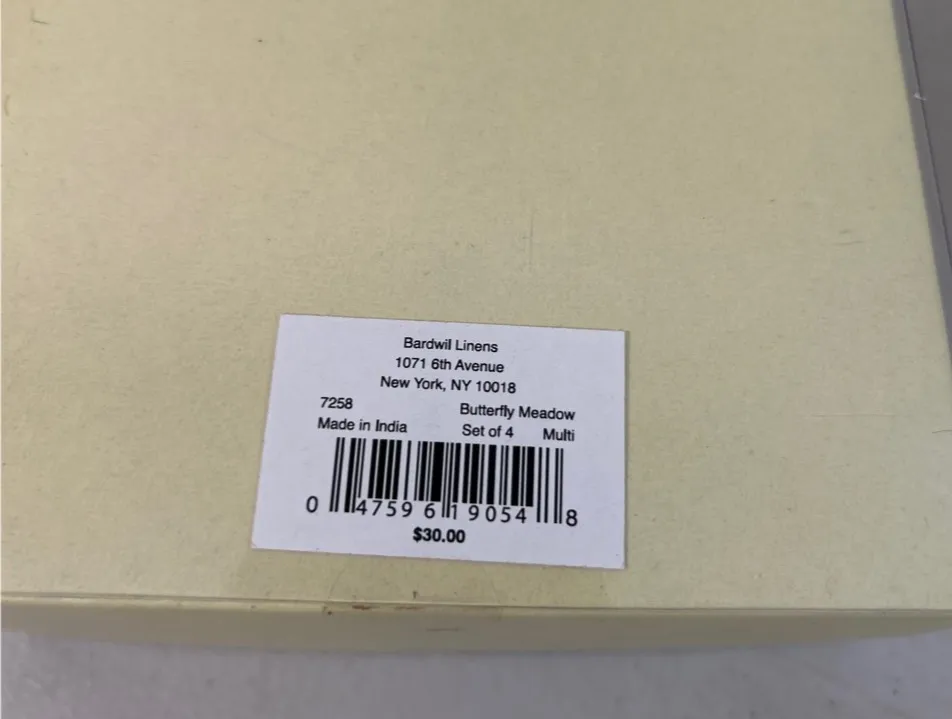 Bardwil Linens
1071 6th Avenue
New York, NY 10018
7258 Butterfly Meadow
Made in India Set of 4 Multi
0 47596 19054 8
$30.00